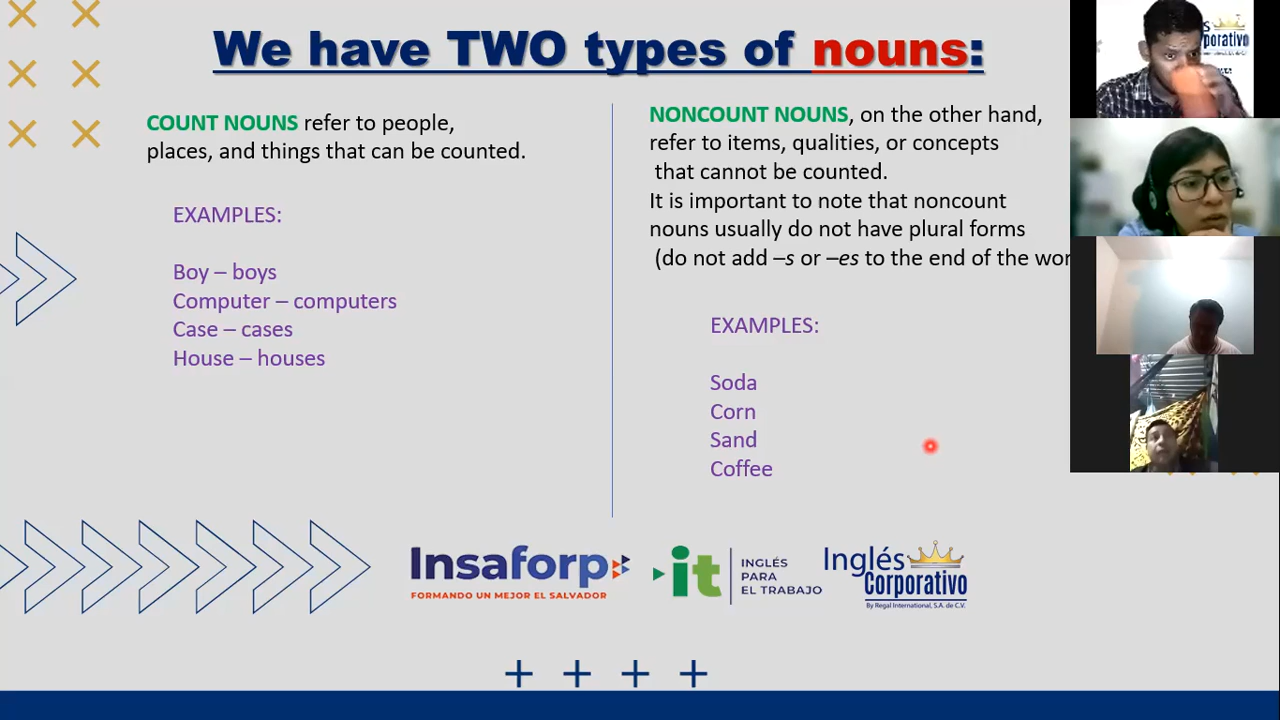 We have TWO types of nouns:
COUNT NOUNS refer to people,
places, and things that can be counted.
EXAMPLES:
Boy – boys
Computer – computers
Case – cases
House – houses
NONCOUNT NOUNS, on the other hand,
refer to items, qualities, or concepts
that cannot be counted.
It is important to note that noncount
nouns usually do not have plural forms
(do not add –s or –es to the end of the wor
EXAMPLES:
Soda
Corn
Sand
Coffee
Insaforp
FORMANDO UN MEJOR EL SALVADOR
it
INGLÉS
PARA
EL TRABAJO
Inglés
Corporativo
By Regal International, S.A. de C.V.